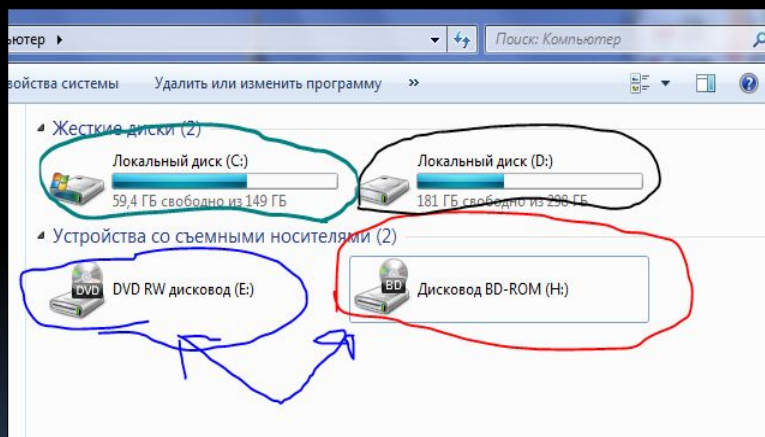 ьютер
Поиск: Компьютер
войства системы Удалить или изменить программу »
Жесткие диски (2)
Локальный диск (C:)
59,4 ГБ свободно из 149 ГБ
Локальный диск (D:)
181 ГБ свободно из 298 ГБ
Устройства со съемными носителями (2)
DVD
DVD RW дисковод (E:)
BD
Дисковод BD-ROM (H:)